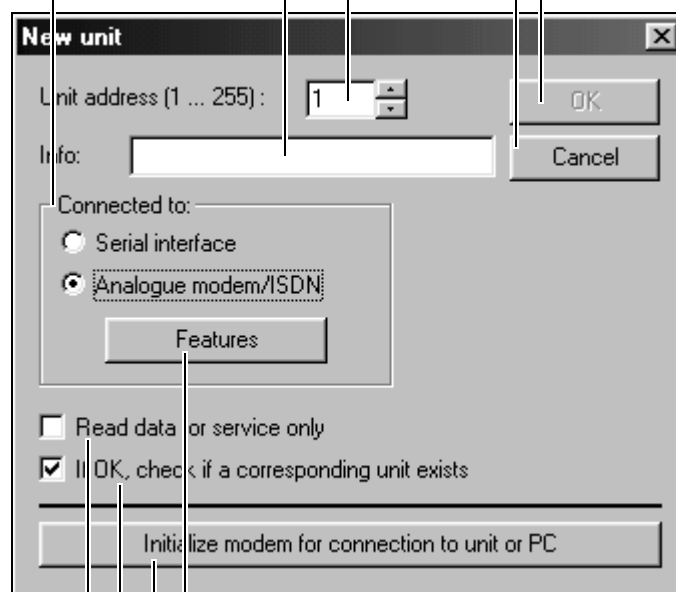 New unit
Unit address (1 ... 255) : 1 OK
Info: Cancel
Connected to:
Serial interface
Analogue modem/ISDN
Features
Read data for service only
If OK, check if a corresponding unit exists
Initialize modem for connection to unit or PC